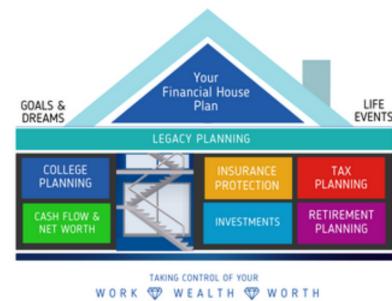 Your
Financial House
Plan
GOALS &
DREAMS
LIFE
EVENTS
LEGACY PLANNING
COLLEGE
PLANNING
INSURANCE
PROTECTION
TAX
PLANNING
CASH FLOW &
NET WORTH
INVESTMENTS
RETIREMENT
PLANNING
TAKING CONTROL OF YOUR
WORK WEALTH WORTH